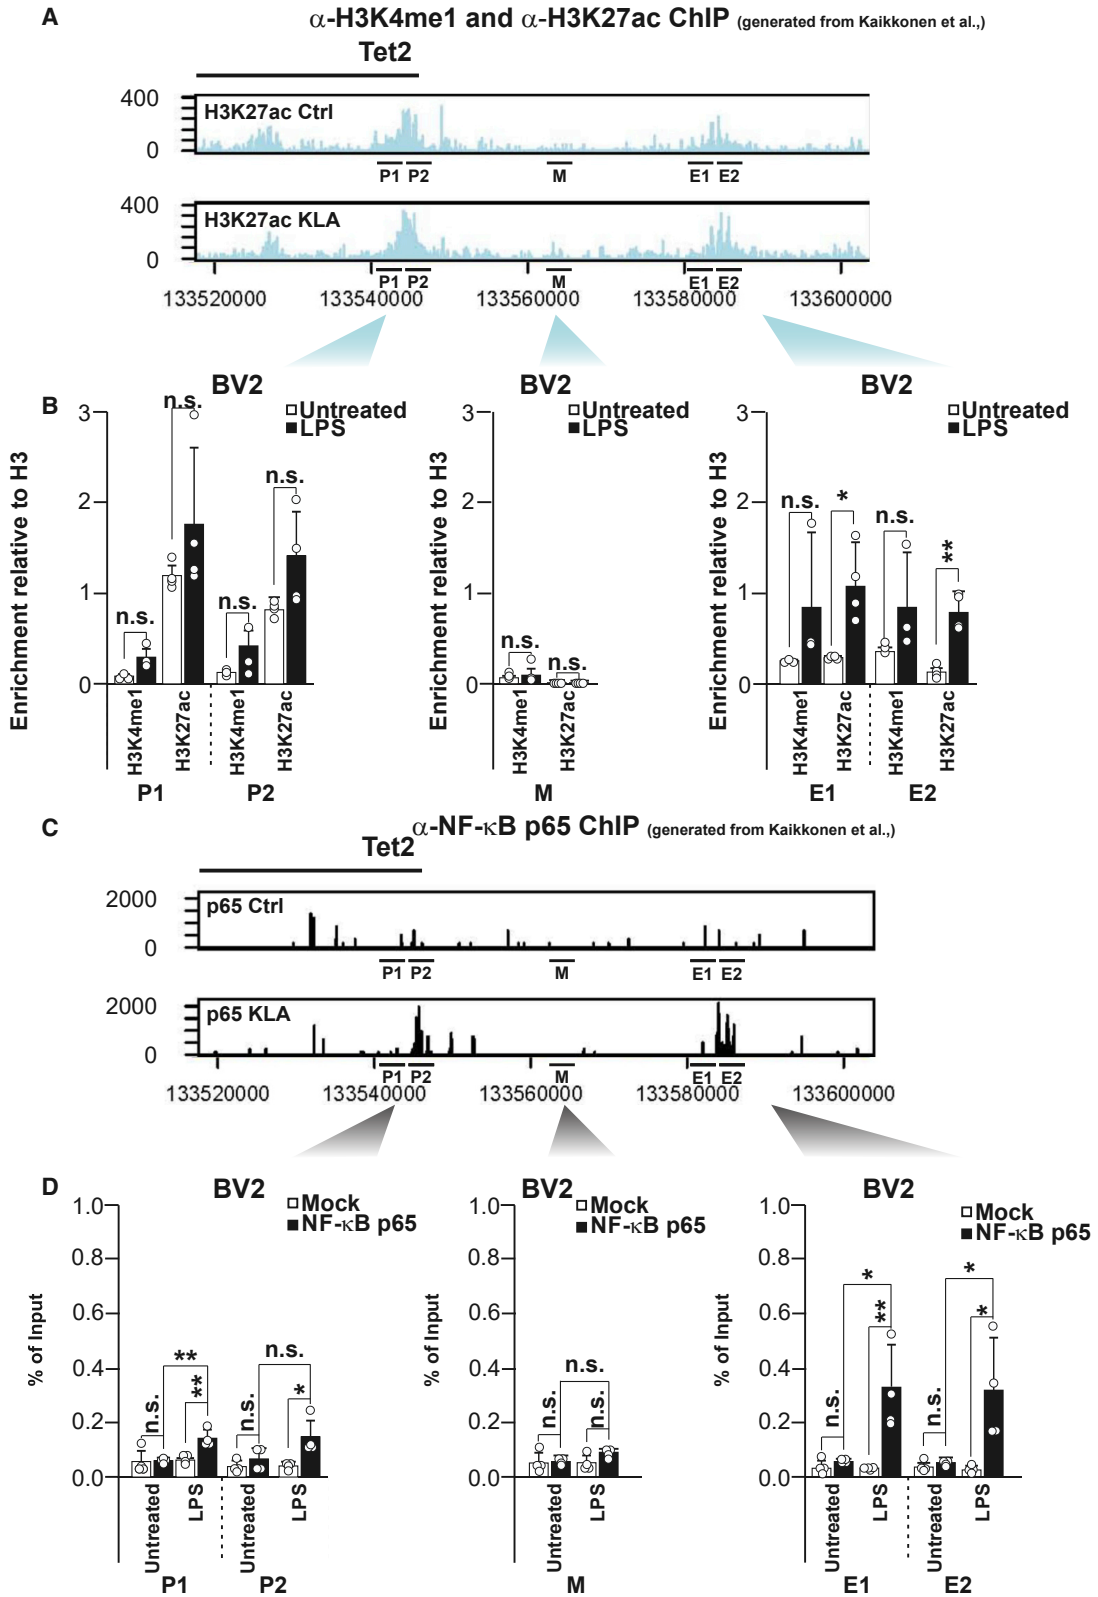 A
α-H3K4me1 and α-H3K27ac ChIP (generated from Kaikkonen et al.,)
Tet2
400
0
H3K27ac Ctrl
P1 P2 M E1 E2
400
0
H3K27ac KLA
P1 P2 M E1 E2
133520000 133540000 133560000 133580000 133600000
B
BV2
Untreated
LPS
Enrichment relative to H3
3
2
1
0
n.s.
n.s.
n.s.
n.s.
H3K4me1
H3K27ac
H3K4me1
H3K27ac
P1 P2
BV2
Untreated
LPS
Enrichment relative to H3
3
2
1
0
n.s.
n.s.
H3K4me1
H3K27ac
M
BV2
Untreated
LPS
Enrichment relative to H3
3
2
1
0
n.s.
*
n.s.
**
H3K4me1
H3K27ac
H3K4me1
H3K27ac
E1 E2
C
α-NF-κB p65 ChIP (generated from Kaikkonen et al.,)
Tet2
2000
0
p65 Ctrl
P1 P2 M E1 E2
2000
0
p65 KLA
P1 P2 M E1 E2
133520000 133540000 133560000 133580000 133600000
D
BV2
Mock
NF-κB p65
% of Input
1.0
0.8
0.6
0.4
0.2
0.0
n.s.
**
**
n.s.
n.s.
*
Untreated
LPS
Untreated
LPS
P1 P2
BV2
Mock
NF-κB p65
% of Input
1.0
0.8
0.6
0.4
0.2
0.0
n.s.
n.s.
n.s.
Untreated
LPS
M
BV2
Mock
NF-κB p65
% of Input
1.0
0.8
0.6
0.4
0.2
0.0
n.s.
*
**
n.s.
*
*
Untreated
LPS
Untreated
LPS
E1 E2